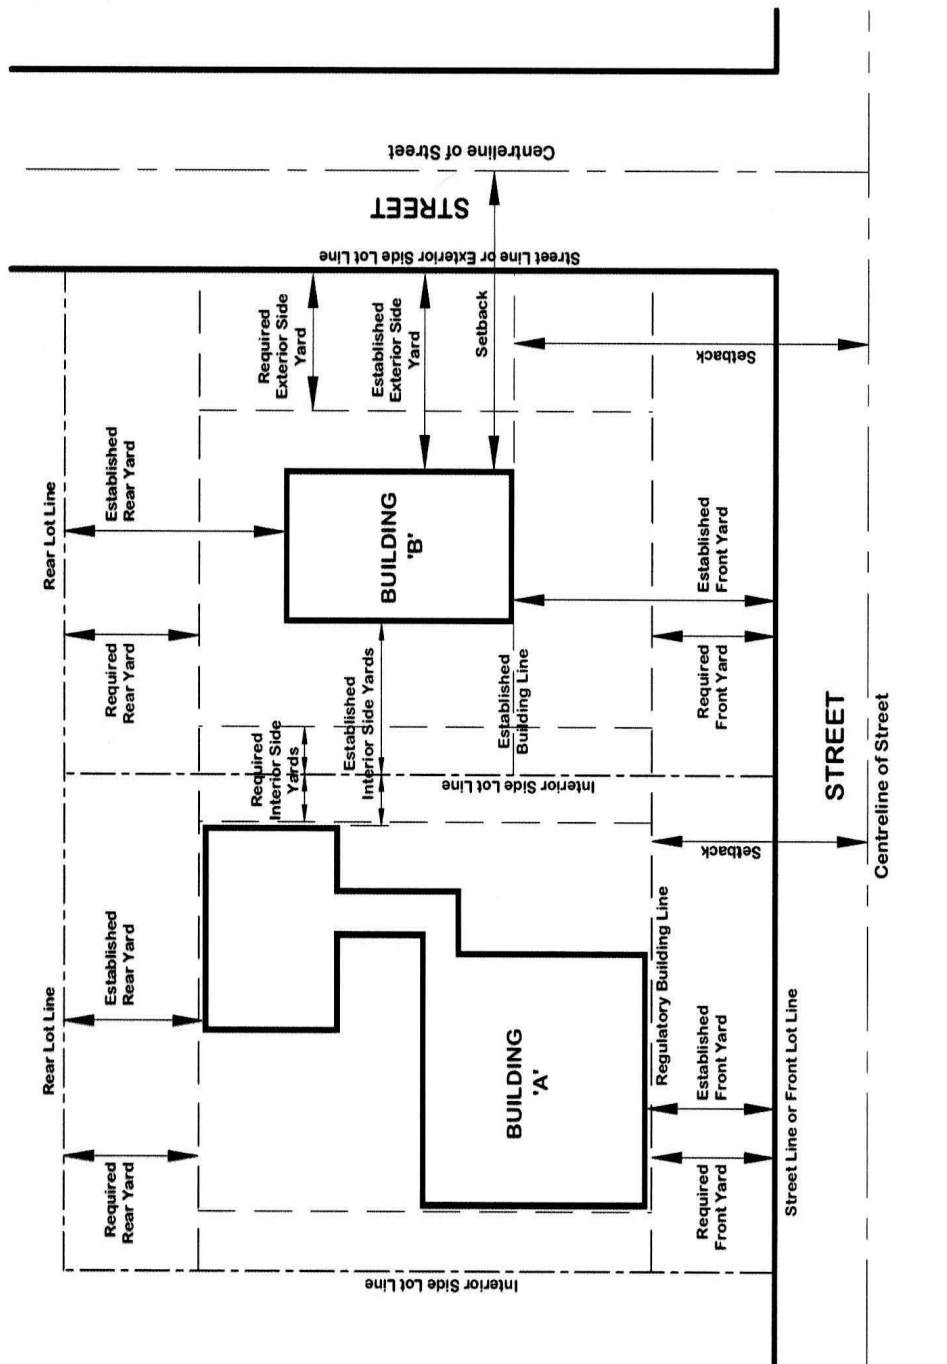 Centreline of Street
STREET
Street Line or Exterior Side Lot Line
Rear Lot Line
Established
Rear Yard
Required
Rear Yard
Required
Exterior Side
Yard
Established
Exterior Side
Yard
Setback
Setback
BUILDING
'B'
Established
Front Yard
Required
Front Yard
Required
Interior Side
Yards
Established
Interior Side Yards
Established
Building Line
Interior Side Lot Line
STREET
Centreline of Street
Setback
Rear Lot Line
Established
Rear Yard
Required
Rear Yard
BUILDING
'A'
Regulatory Building Line
Established
Front Yard
Required
Front Yard
Street Line or Front Lot Line
Interior Side Lot Line